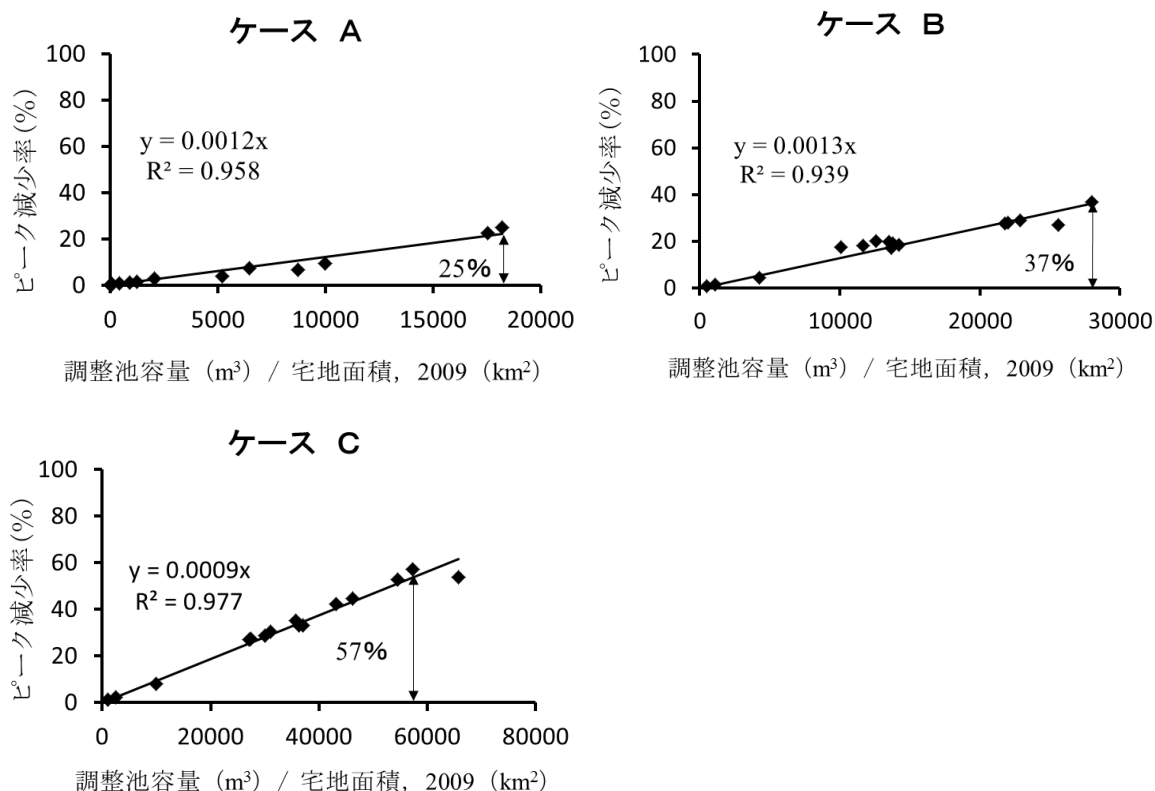 ケース A
ピーク減少率(%)
100
80
60
40
20
0
y = 0.0012x
R² = 0.958
25%
0 5000 10000 15000 20000
調整池容量（m³）/ 宅地面積, 2009（km²）
ケース B
ピーク減少率(%)
100
80
60
40
20
0
y = 0.0013x
R² = 0.939
37%
0 10000 20000 30000
調整池容量（m³）/ 宅地面積, 2009（km²）
ケース C
ピーク減少率(%)
100
80
60
40
20
0
y = 0.0009x
R² = 0.977
57%
0 20000 40000 60000 80000
調整池容量（m³）/ 宅地面積, 2009（km²）